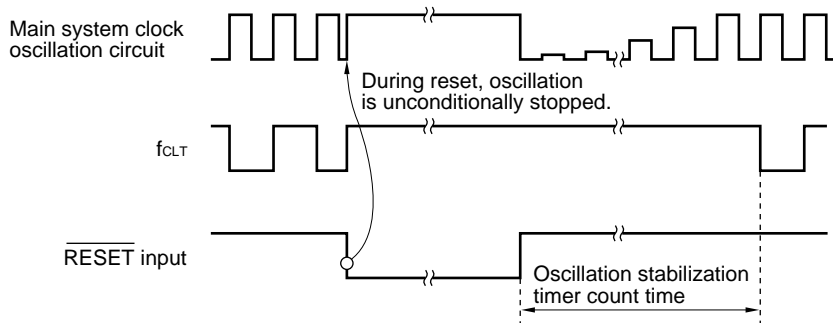 Main system clock
oscillation circuit
During reset, oscillation
is unconditionally stopped.
fCLT
RESET input
Oscillation stabilization
timer count time